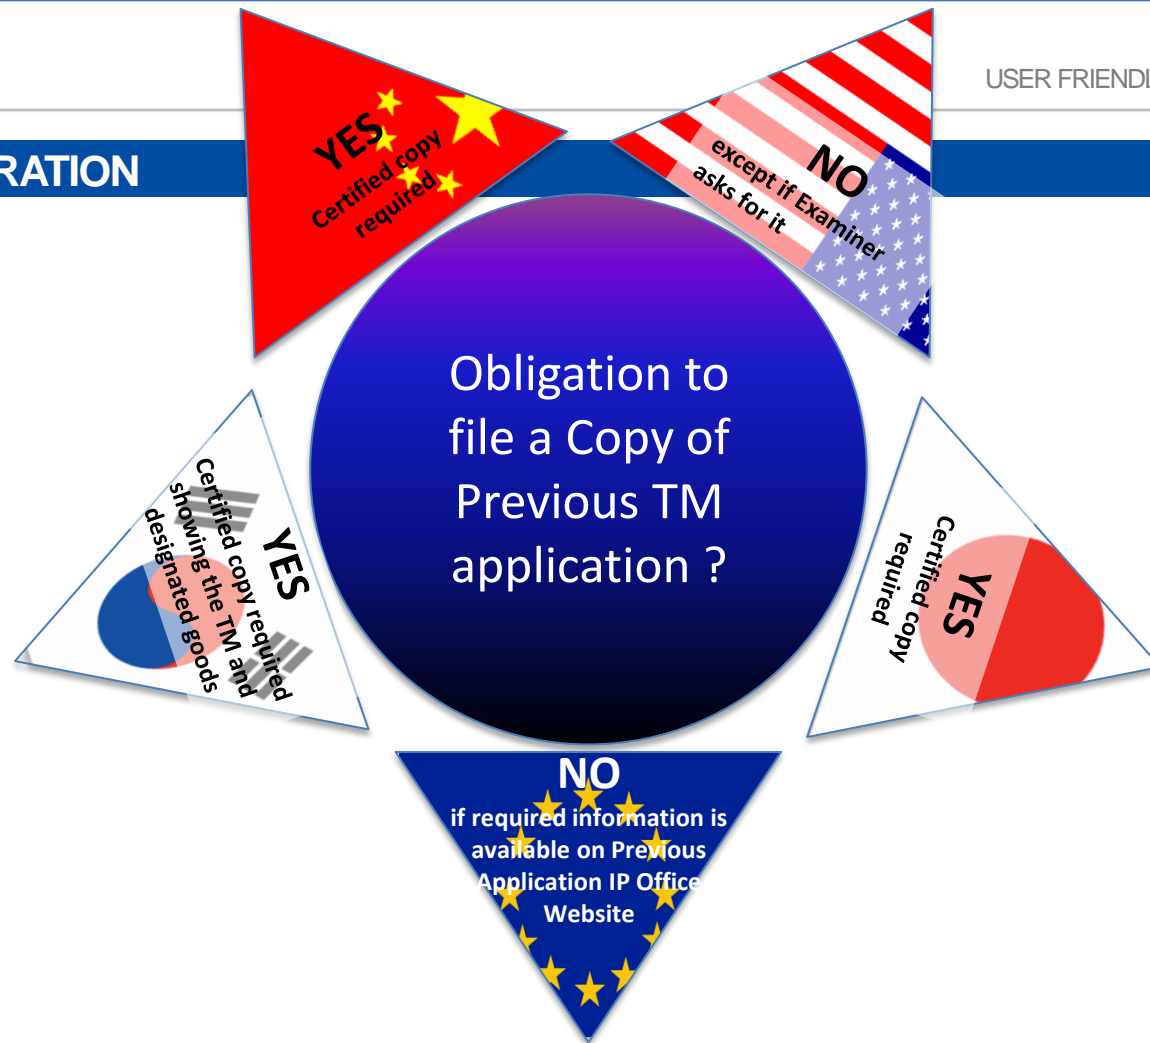 USER FRIENDL
RATION
YES
Certified copy
required
NO
except if Examiner
asks for it
Obligation to
file a Copy of
Previous TM
application ?
YES
Certified copy required
showing the TM and
designated goods
YES
Certified copy
required
NO
if required information is
available on Previous
Application IP Office
Website